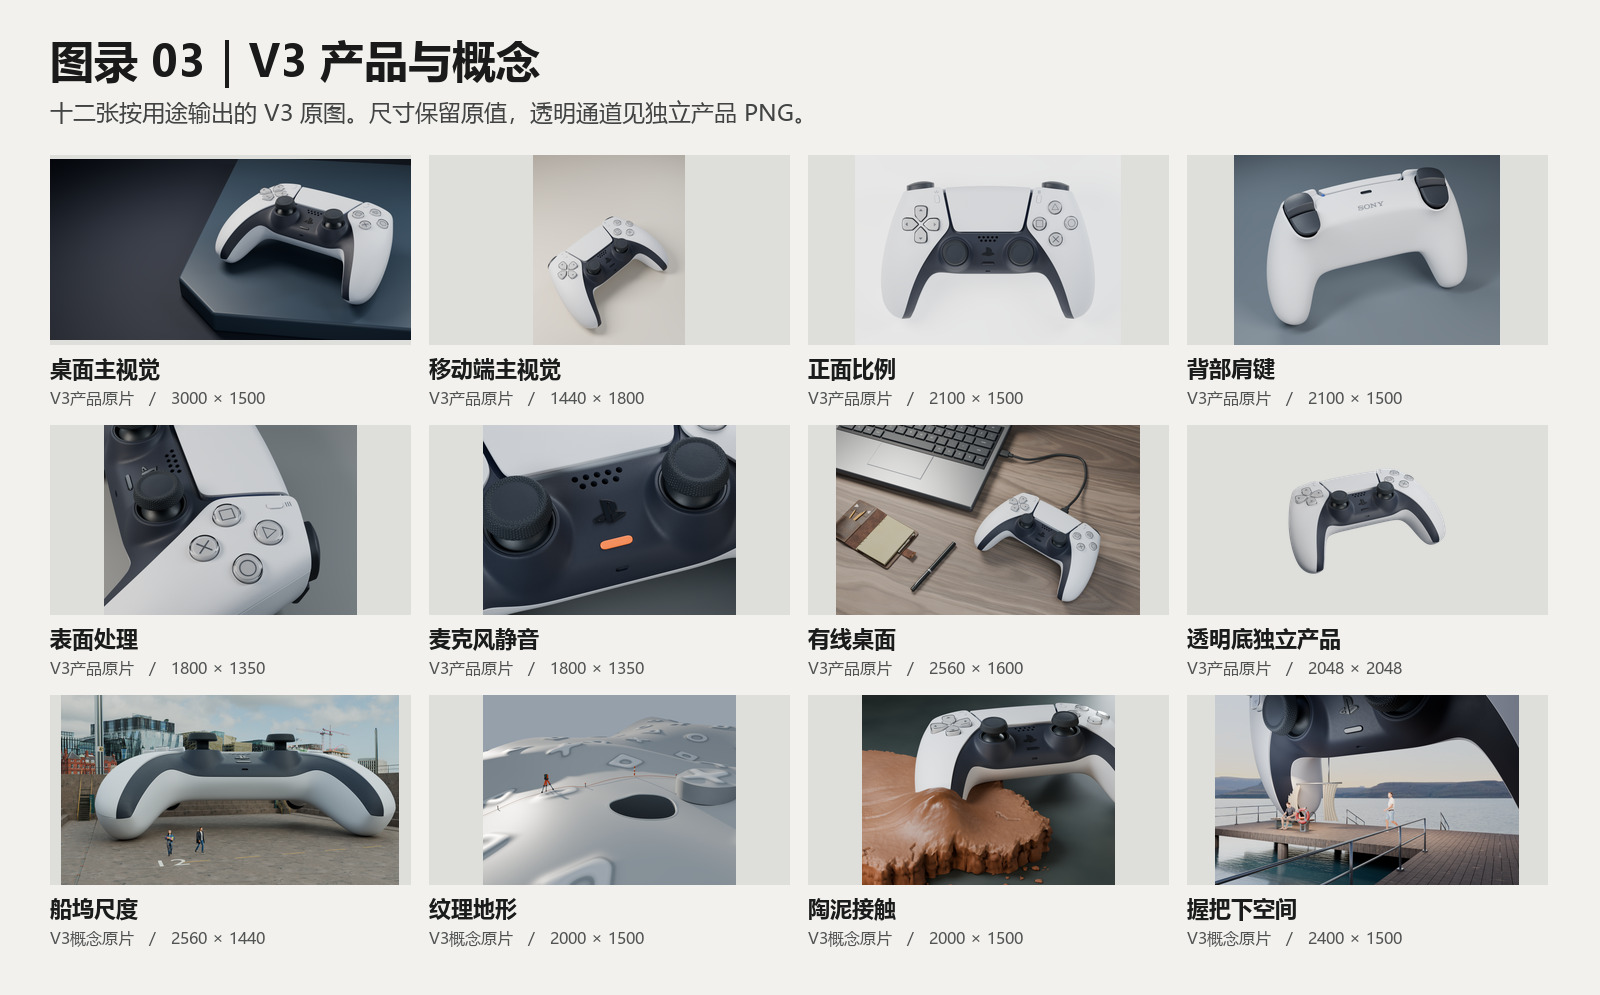 图录 03 | V3 产品与概念
十二张按用途输出的 V3 原图。尺寸保留原值，透明通道见独立产品 PNG。
SONY
桌面主视觉
V3产品原片 / 3000 × 1500
移动端主视觉
V3产品原片 / 1440 × 1800
正面比例
V3产品原片 / 2100 × 1500
背部肩键
V3产品原片 / 2100 × 1500
表面处理
V3产品原片 / 1800 × 1350
麦克风静音
V3产品原片 / 1800 × 1350
有线桌面
V3产品原片 / 2560 × 1600
透明底独立产品
V3产品原片 / 2048 × 2048
12
船坞尺度
V3概念原片 / 2560 × 1440
纹理地形
V3概念原片 / 2000 × 1500
陶泥接触
V3概念原片 / 2000 × 1500
握把下空间
V3概念原片 / 2400 × 1500